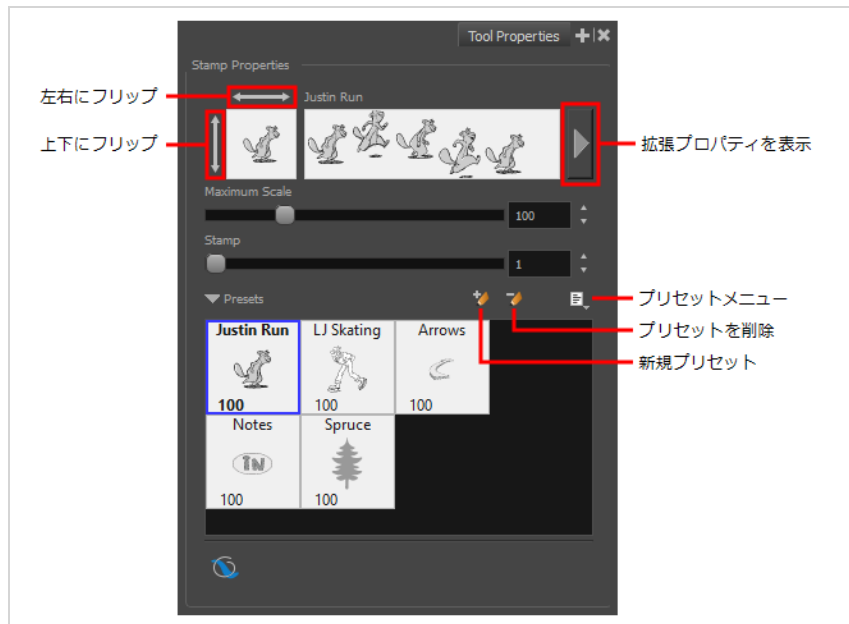 Tool Properties
Stamp Properties
左右にフリップ
Justin Run
上下にフリップ
拡張プロパティを表示
Maximum Scale
100
Stamp
1
Presets
プリセットメニュー
プリセットを削除
新規プリセット
Justin Run
LJ Skating
Arrows
100
100
100
Notes
Spruce
IN
100
100